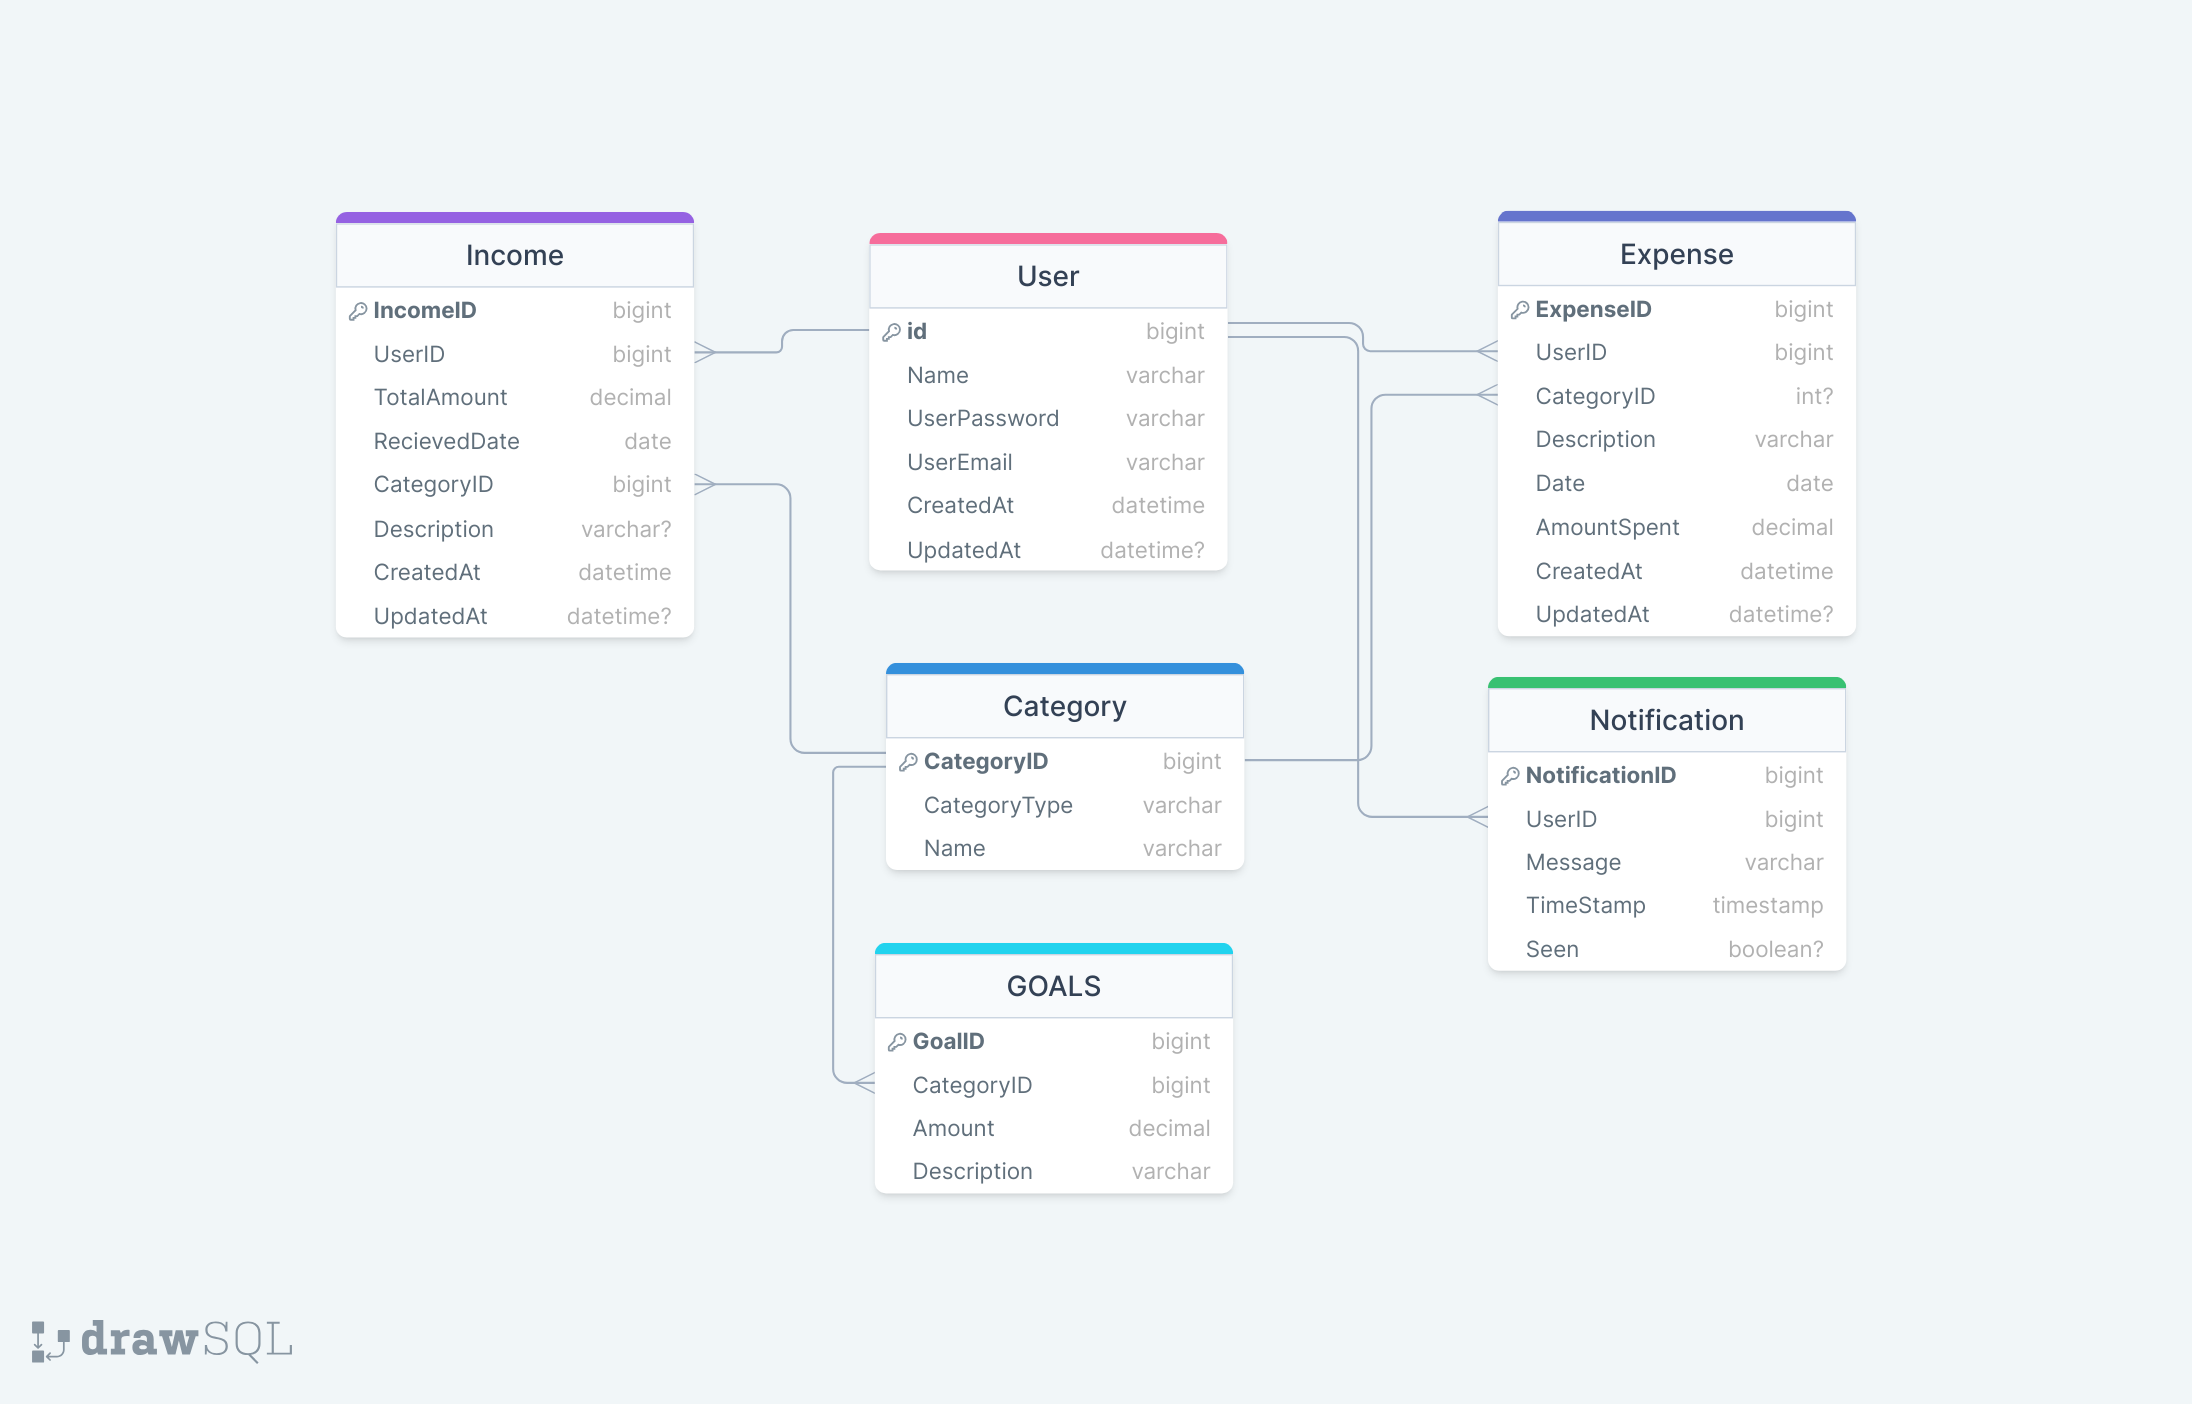 Income
IncomeID bigint
UserID bigint
TotalAmount decimal
RecievedDate date
CategoryID bigint
Description varchar?
CreatedAt datetime
UpdatedAt datetime?
User
id bigint
Name varchar
UserPassword varchar
UserEmail varchar
CreatedAt datetime
UpdatedAt datetime?
Expense
ExpenseID bigint
UserID bigint
CategoryID int?
Description varchar
Date date
AmountSpent decimal
CreatedAt datetime
UpdatedAt datetime?
Category
CategoryID bigint
CategoryType varchar
Name varchar
Notification
NotificationID bigint
UserID bigint
Message varchar
TimeStamp timestamp
Seen boolean?
GOALS
GoalID bigint
CategoryID bigint
Amount decimal
Description varchar
drawSQL